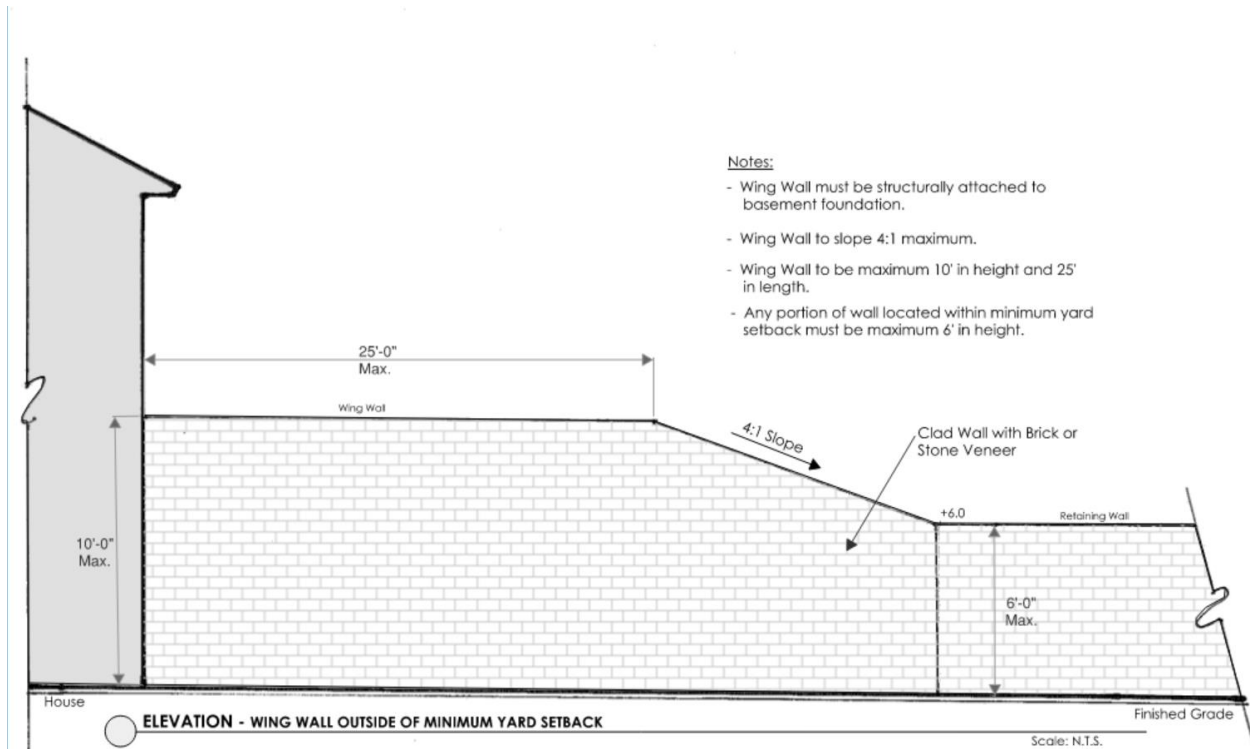 Notes:
- Wing Wall must be structurally attached to
basement foundation.
- Wing Wall to slope 4:1 maximum.
- Wing Wall to be maximum 10' in height and 25'
in length.
- Any portion of wall located within minimum yard
setback must be maximum 6' in height.
25'-0"
Max.
Wing Wall
4:1 Slope
Clad Wall with Brick or
Stone Veneer
+6.0
Retaining Wall
10'-0"
Max.
6'-0"
Max.
House
Finished Grade
ELEVATION - WING WALL OUTSIDE OF MINIMUM YARD SETBACK
Scale: N.T.S.